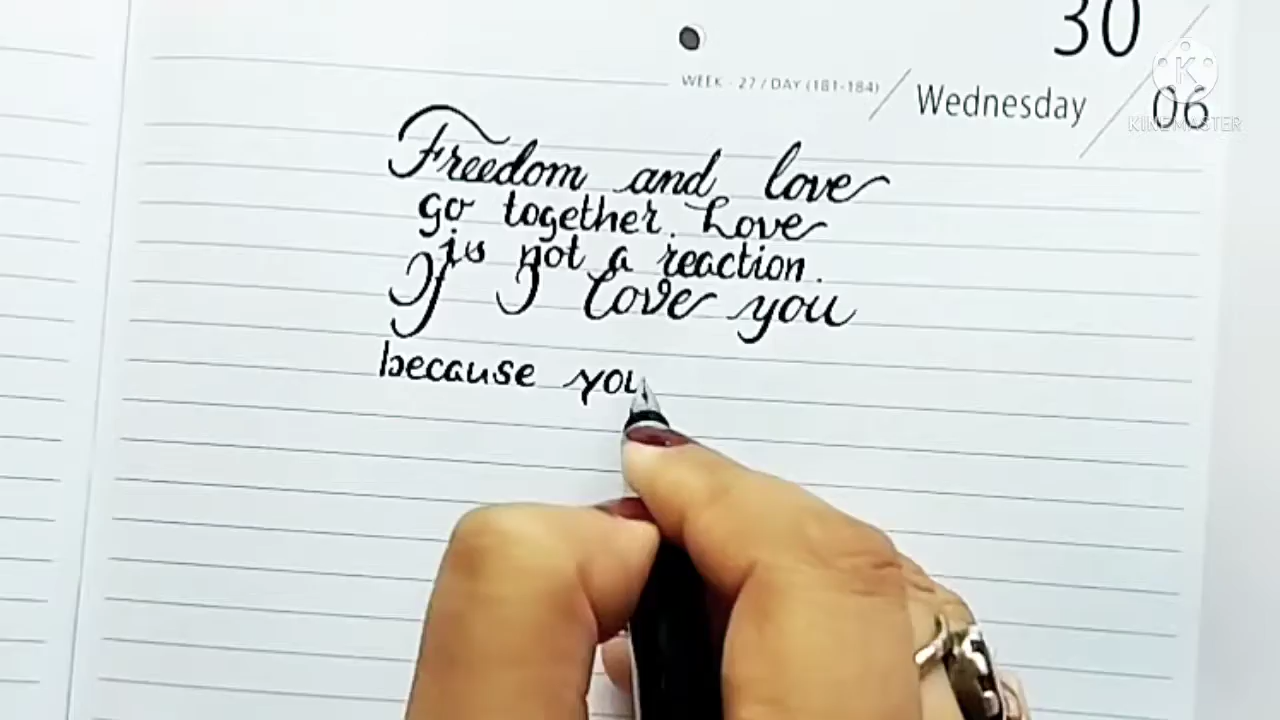 30
WEEK - 27 / DAY (181-184)
Wednesday
06
KINEMASTER
Freedom and love
go together. Love
is not a reaction.
If I love you
because you